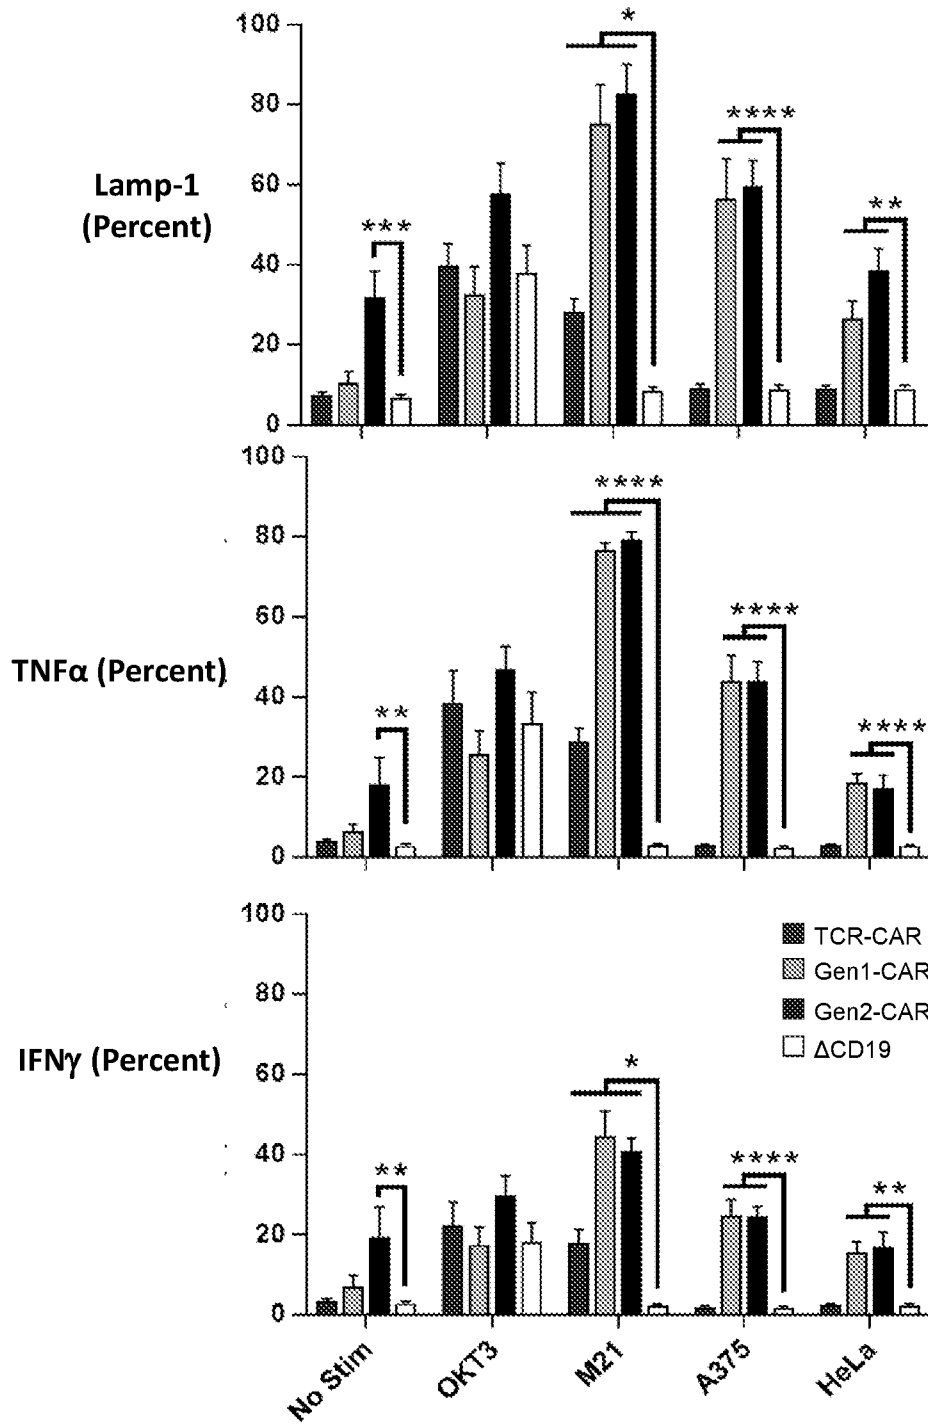 100
80
60
40
20
0
Lamp-1
(Percent)
***
*
****
**
100
80
60
40
20
0
TNFα (Percent)
**
****
****
****
100
80
60
40
20
0
IFNγ (Percent)
**
*
****
**
TCR-CAR
Gen1-CAR
Gen2-CAR
ΔCD19
No Stim
OKT3
M21
A375
HeLa